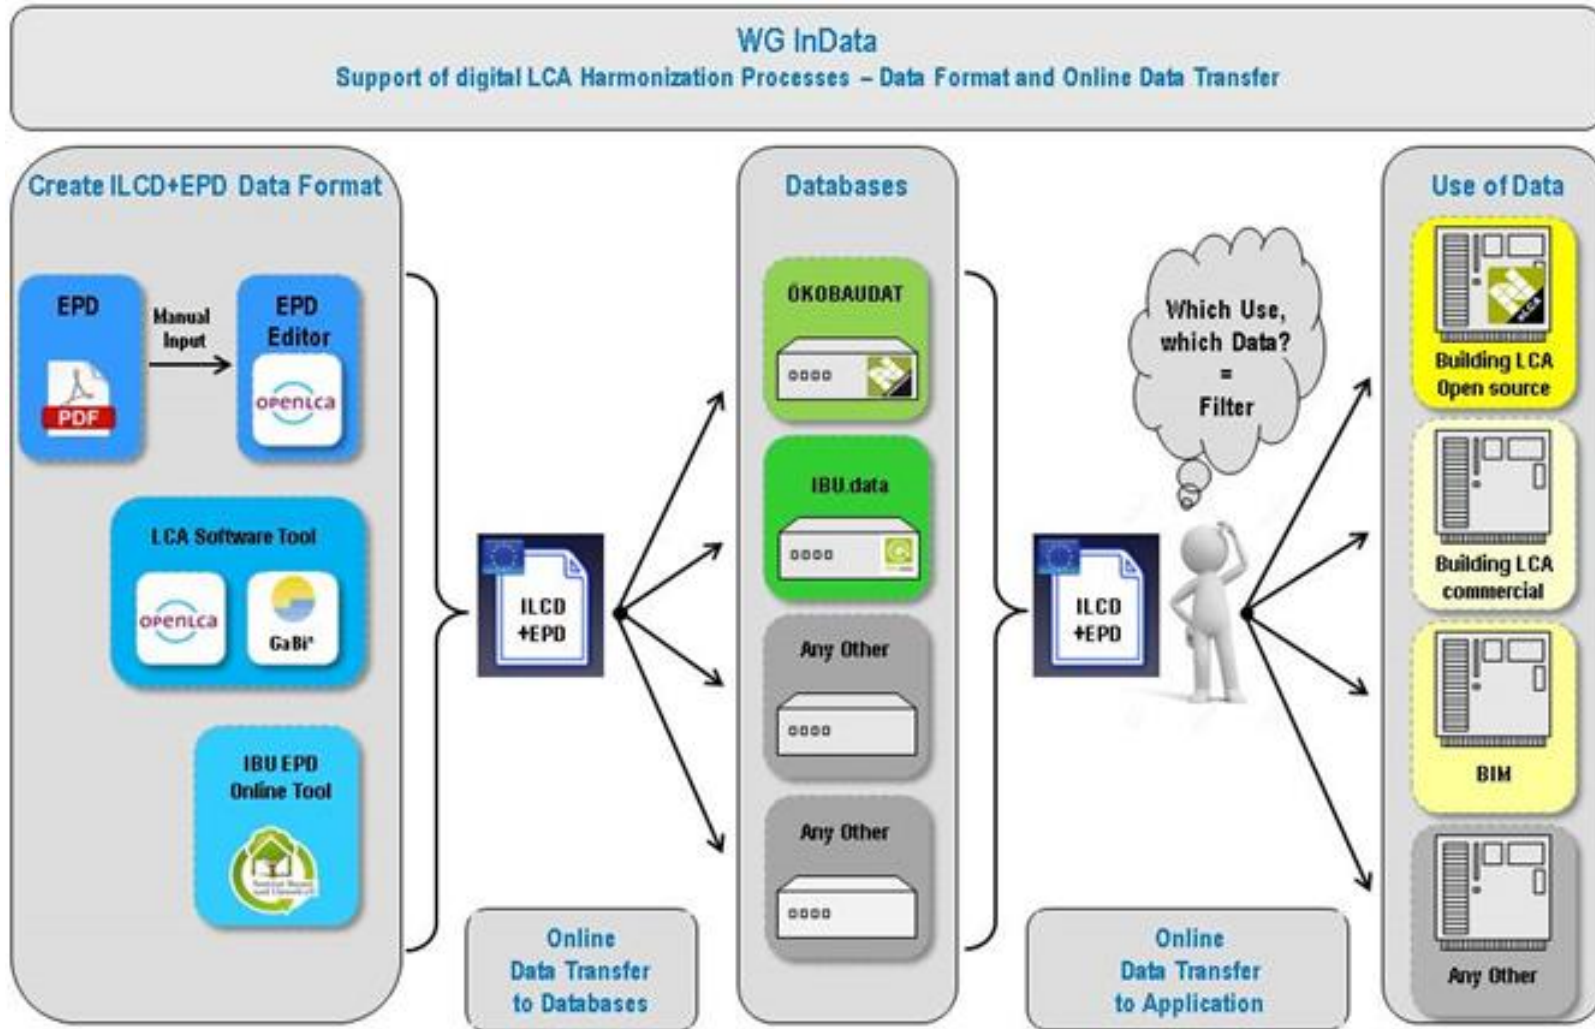 WG InData
Support of digital LCA Harmonization Processes – Data Format and Online Data Transfer
Create ILCD+EPD Data Format
EPD
PDF
Manual
Input
EPD
Editor
OPENLCA
LCA Software Tool
OPENLCA
GaBi
IBU EPD
Online Tool
ILCD
+EPD
Online
Data Transfer
to Databases
Databases
ÖKOBAUDAT
IBU.data
Any Other
Any Other
Which Use,
which Data?
=
Filter
ILCD
+EPD
Online
Data Transfer
to Application
Use of Data
eLCA
Building LCA
Open source
Building LCA
commercial
BIM
Any Other